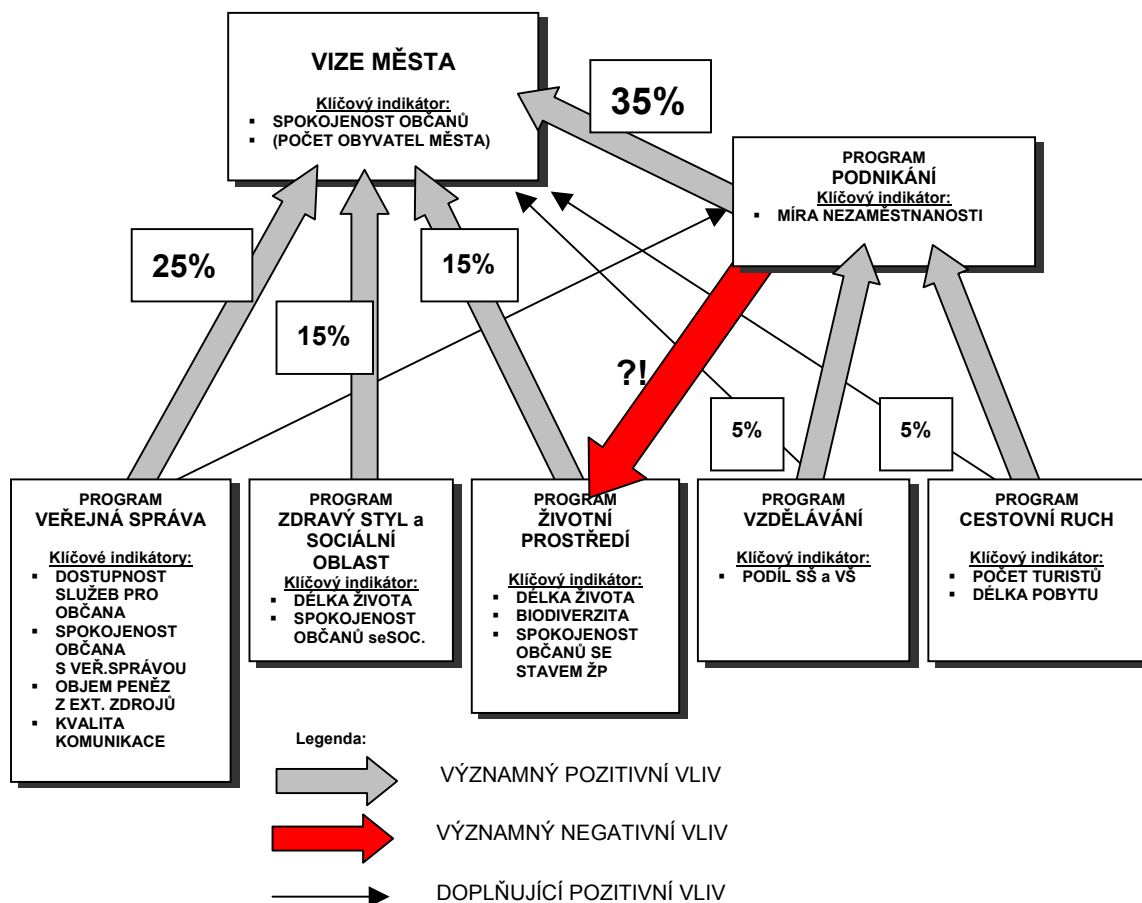 VIZE MĚSTA
Klíčový indikátor:
▪ SPOKOJENOST OBČANŮ
▪ (POČET OBYVATEL MĚSTA)
35%
PROGRAM
PODNIKÁNÍ
Klíčový indikátor:
▪ MÍRA NEZAMĚSTNANOSTI
25%
15%
15%
?!
5%
5%
PROGRAM
VEŘEJNÁ SPRÁVA
Klíčové indikátory:
▪ DOSTUPNOST
SLUŽEB PRO
OBČANA
▪ SPOKOJENOST
OBČANA
S VEŘ.SPRÁVOU
▪ OBJEM PENĚZ
Z EXT. ZDROJŮ
▪ KVALITA
KOMUNIKACE
PROGRAM
ZDRAVÝ STYL a
SOCIÁLNÍ
OBLAST
Klíčový indikátor:
▪ DÉLKA ŽIVOTA
▪ SPOKOJENOST
OBČANŮ seSOC.
PROGRAM
ŽIVOTNÍ
PROSTŘEDÍ
Klíčový indikátor:
▪ DÉLKA ŽIVOTA
▪ BIODIVERZITA
▪ SPOKOJENOST
OBČANŮ SE
STAVEM ŽP
PROGRAM
VZDĚLÁVÁNÍ
Klíčový indikátor:
▪ PODÍL SŠ a VŠ
PROGRAM
CESTOVNÍ RUCH
Klíčový indikátor:
▪ POČET TURISTŮ
▪ DÉLKA POBYTU
Legenda:
VÝZNAMNÝ POZITIVNÍ VLIV
VÝZNAMNÝ NEGATIVNÍ VLIV
DOPLŇUJÍCÍ POZITIVNÍ VLIV